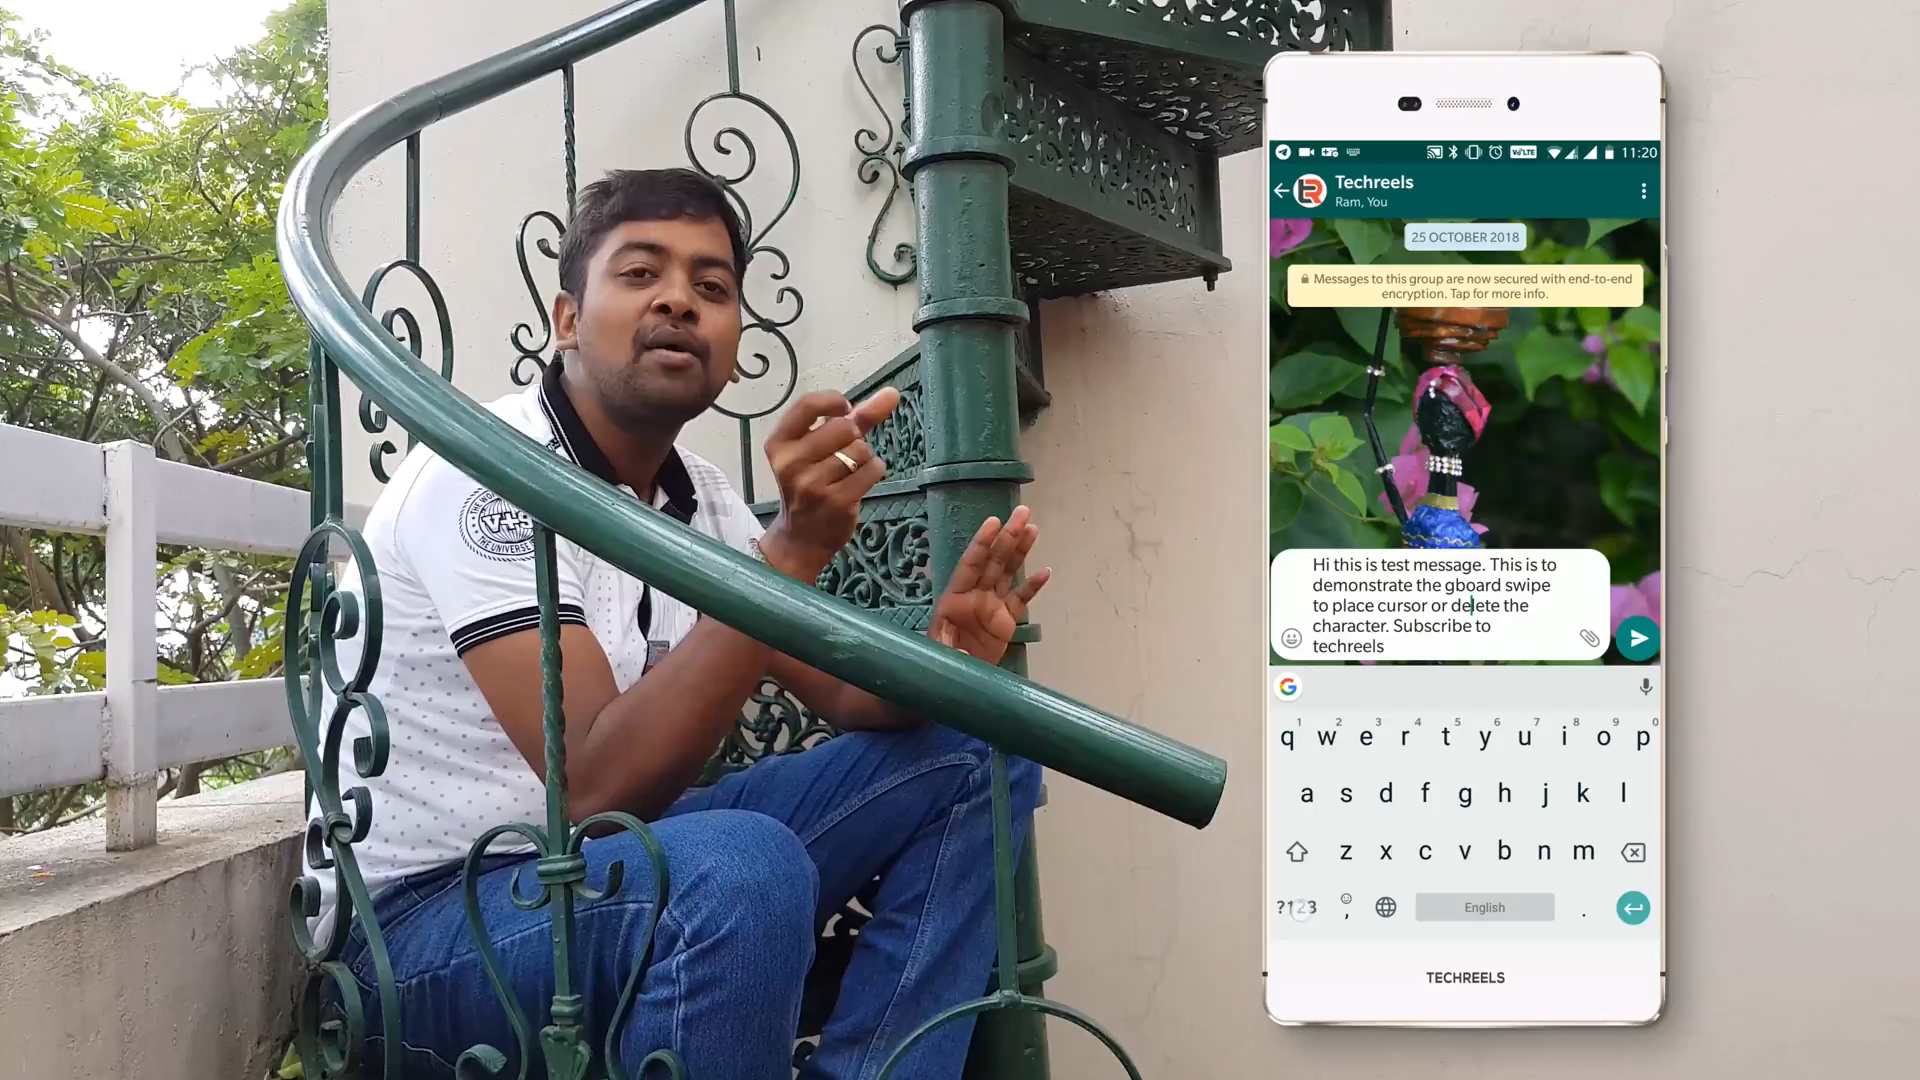 11:20
VoLTE
Techreels
Ram, You
25 OCTOBER 2018
Messages to this group are now secured with end-to-end
encryption. Tap for more info.
Hi this is test message. This is to
demonstrate the gboard swipe
to place cursor or delete the
character. Subscribe to
techreels
G
1 2 3 4 5 6 7 8 9 0
q w e r t y u i o p
a s d f g h j k l
z x c v b n m
?123 , English .
TECHREELS
THE UNIVERSE